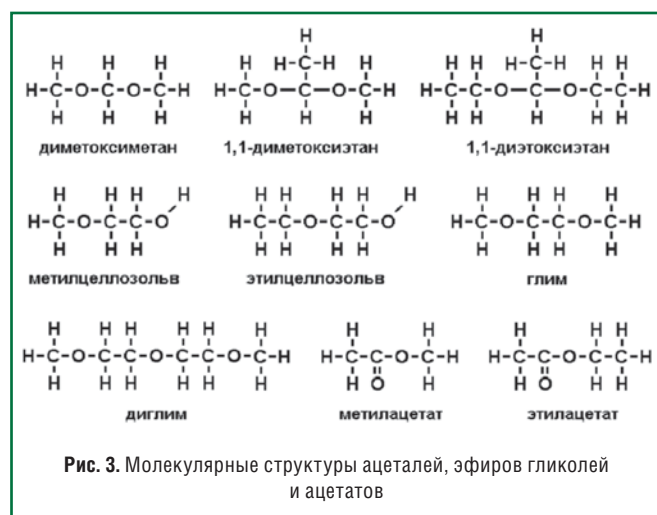 H H H
H-C-O-C-O-C-H
H H H
диметоксиметан
H
H H-C-H H
H-C-O-C-O-C-H
H H H
1,1-диметоксиэтан
H
H H H-C-H H H
H-C-C-O-C-O-C-C-H
H H H H H
1,1-диэтоксиэтан
H H H H
H-C-O-C-C-O
H H H
метилцеллозольв
H H H H H
H-C-C-O-C-C-O
H H H H
этилцеллозольв
H H H H
H-C-O-C-C-O-C-H
H H H H
глим
H H H H H H
H-C-O-C-C-O-C-C-O-C-H
H H H H H H
диглим
H H
H-C-C-O-C-H
H O H
метилацетат
H H H
H-C-C-O-C-C-H
H O H H
этилацетат
Рис. 3. Молекулярные структуры ацеталей, эфиров гликолей
и ацетатов